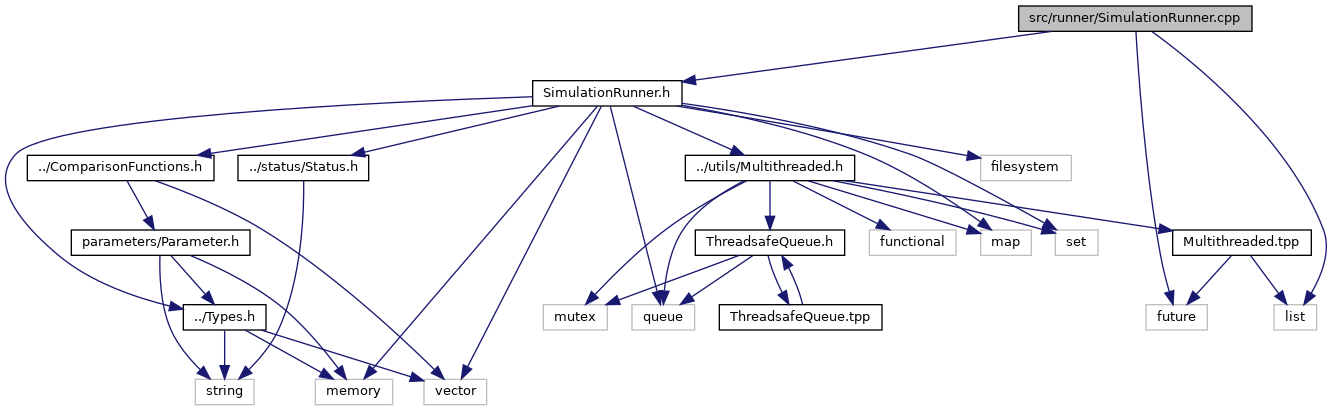 src/runner/SimulationRunner.cpp
SimulationRunner.h
../ComparisonFunctions.h
../status/Status.h
../utils/Multithreaded.h
filesystem
parameters/Parameter.h
ThreadsafeQueue.h
functional
map
set
Multithreaded.tpp
../Types.h
mutex
queue
ThreadsafeQueue.tpp
future
list
string
memory
vector